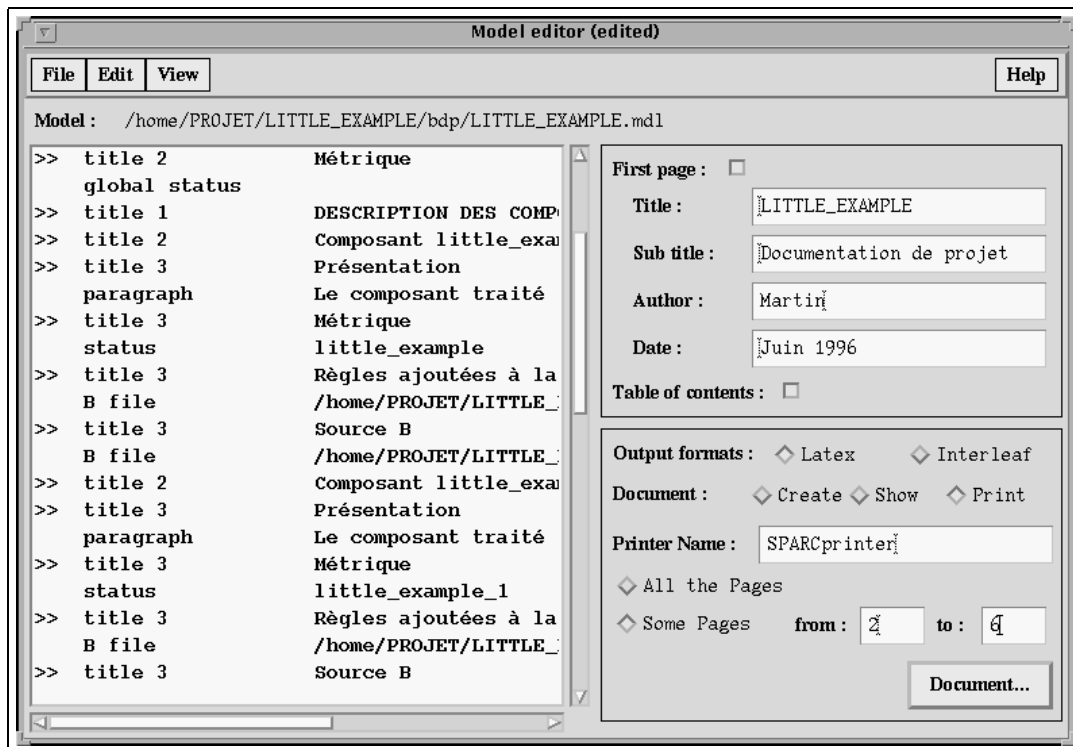 Model editor (edited)
File Edit View Help
Model : /home/PROJET/LITTLE_EXAMPLE/bdp/LITTLE_EXAMPLE.mdl
>> title 2 Métrique
global status
>> title 1 DESCRIPTION DES COMP
>> title 2 Composant little_exa
>> title 3 Présentation
paragraph Le composant traité
>> title 3 Métrique
status little_example
>> title 3 Règles ajoutées à la
B file /home/PROJET/LITTLE_
>> title 3 Source B
B file /home/PROJET/LITTLE_
>> title 2 Composant little_exa
>> title 3 Présentation
paragraph Le composant traité
>> title 3 Métrique
status little_example_1
>> title 3 Règles ajoutées à la
B file /home/PROJET/LITTLE_
>> title 3 Source B
First page :
Title : LITTLE_EXAMPLE
Sub title : Documentation de projet
Author : Martin
Date : Juin 1996
Table of contents :
Output formats : Latex Interleaf
Document : Create Show Print
Printer Name : SPARCprinter
All the Pages
Some Pages from : 2 to : 6
Document...